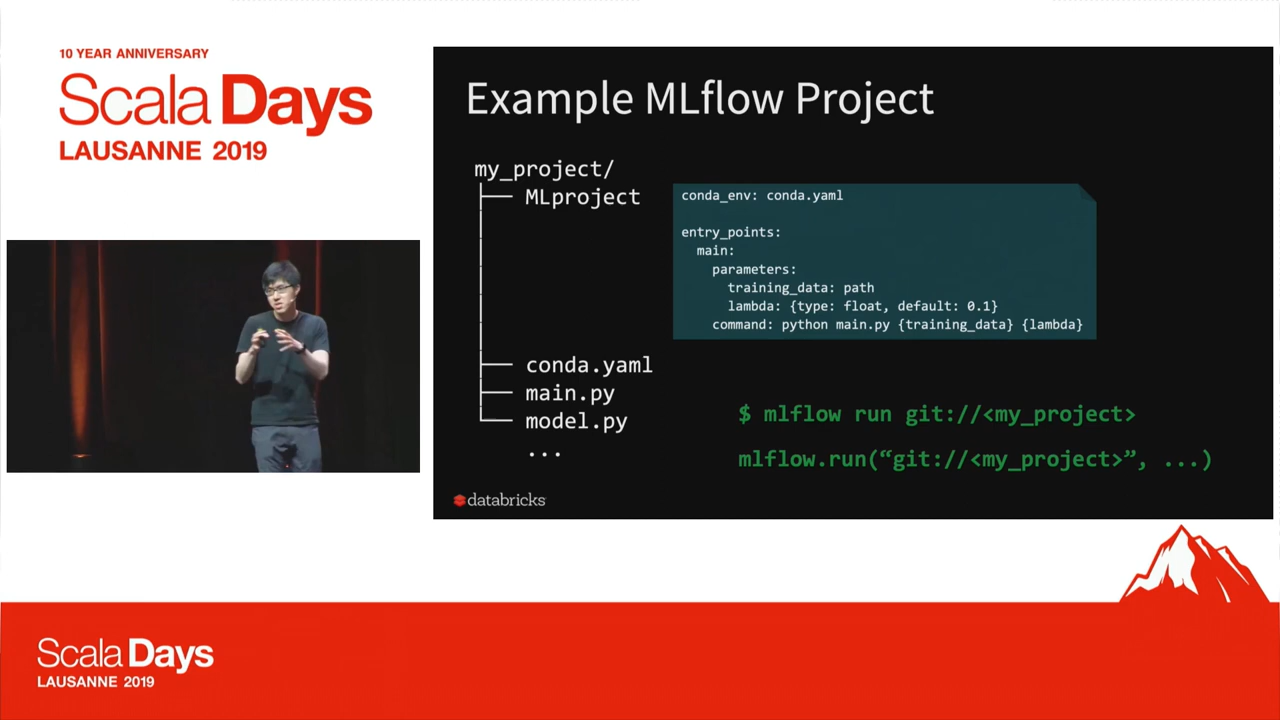 10 YEAR ANNIVERSARY
Scala Days
LAUSANNE 2019
Example MLflow Project
my_project/
├── MLproject
conda_env: conda.yaml
entry_points:
main:
parameters:
training_data: path
lambda: {type: float, default: 0.1}
command: python main.py {training_data} {lambda}
├── conda.yaml
├── main.py
└── model.py
...
$ mlflow run git://<my_project>
mlflow.run(“git://<my_project>”, ...)
databricks
Scala Days
LAUSANNE 2019